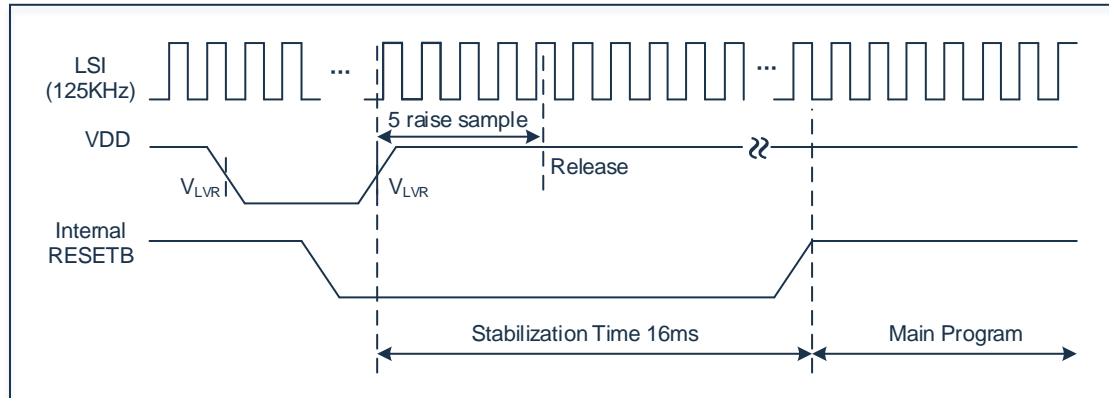 LSI
(125KHz)
...
...
5 raise sample
VDD
Release
VLVR
VLVR
Internal
RESETB
Stabilization Time 16ms
Main Program